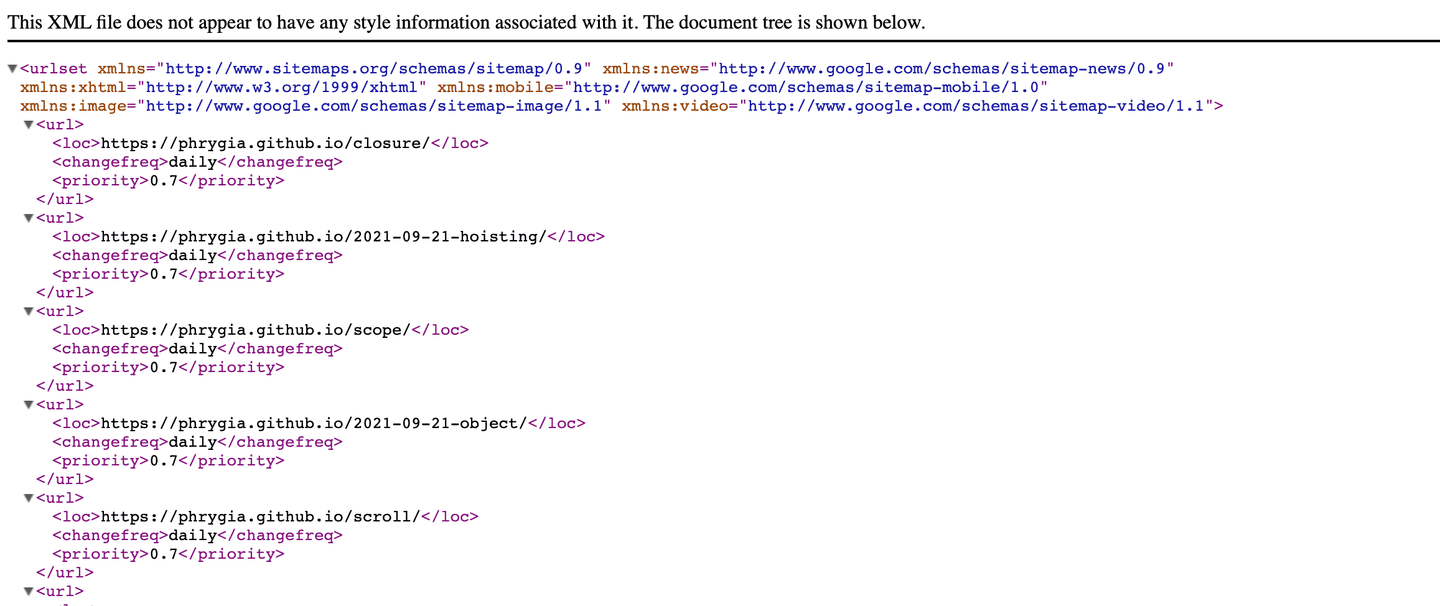 This XML file does not appear to have any style information associated with it. The document tree is shown below.
▼<urlset xmlns="http://www.sitemaps.org/schemas/sitemap/0.9" xmlns:news="http://www.google.com/schemas/sitemap-news/0.9"
xmlns:xhtml="http://www.w3.org/1999/xhtml" xmlns:mobile="http://www.google.com/schemas/sitemap-mobile/1.0"
xmlns:image="http://www.google.com/schemas/sitemap-image/1.1" xmlns:video="http://www.google.com/schemas/sitemap-video/1.1">
▼<url>
<loc>https://phrygia.github.io/closure/</loc>
<changefreq>daily</changefreq>
<priority>0.7</priority>
</url>
▼<url>
<loc>https://phrygia.github.io/2021-09-21-hoisting/</loc>
<changefreq>daily</changefreq>
<priority>0.7</priority>
</url>
▼<url>
<loc>https://phrygia.github.io/scope/</loc>
<changefreq>daily</changefreq>
<priority>0.7</priority>
</url>
▼<url>
<loc>https://phrygia.github.io/2021-09-21-object/</loc>
<changefreq>daily</changefreq>
<priority>0.7</priority>
</url>
▼<url>
<loc>https://phrygia.github.io/scroll/</loc>
<changefreq>daily</changefreq>
<priority>0.7</priority>
</url>
▼<url>